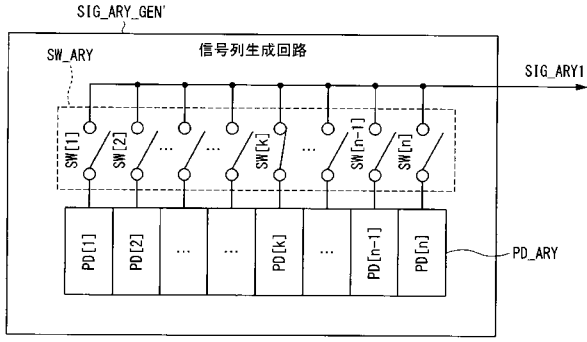 SIG_ARY_GEN'
信号列生成回路
SW_ARY
SIG_ARY1
SW[1]
SW[2]
...
...
SW[k]
...
SW[n-1]
SW[n]
PD[1]
PD[2]
...
...
PD[k]
...
PD[n-1]
PD[n]
PD_ARY